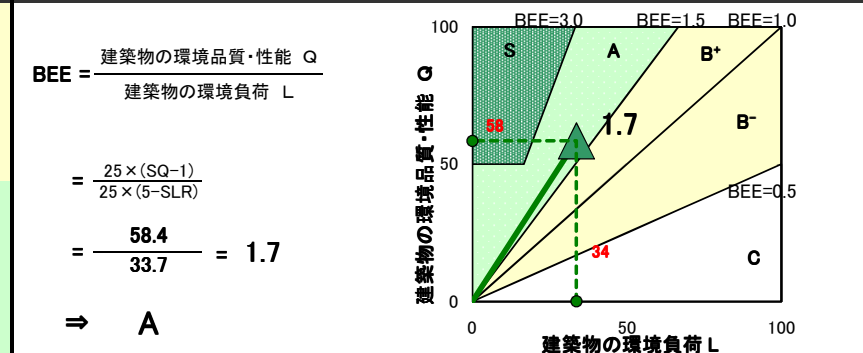 BEE = 建築物の環境品質・性能 Q
建築物の環境負荷 L
= 25×(SQ-1)
25×(5-SLR)
= 58.4
33.7
= 1.7
⇒ A
BEE=3.0 BEE=1.5 BEE=1.0
100
S A B+
58 1.7 B-
50
BEE=0.5
34 C
0
0 50 100
建築物の環境品質・性能 Q
建築物の環境負荷 L